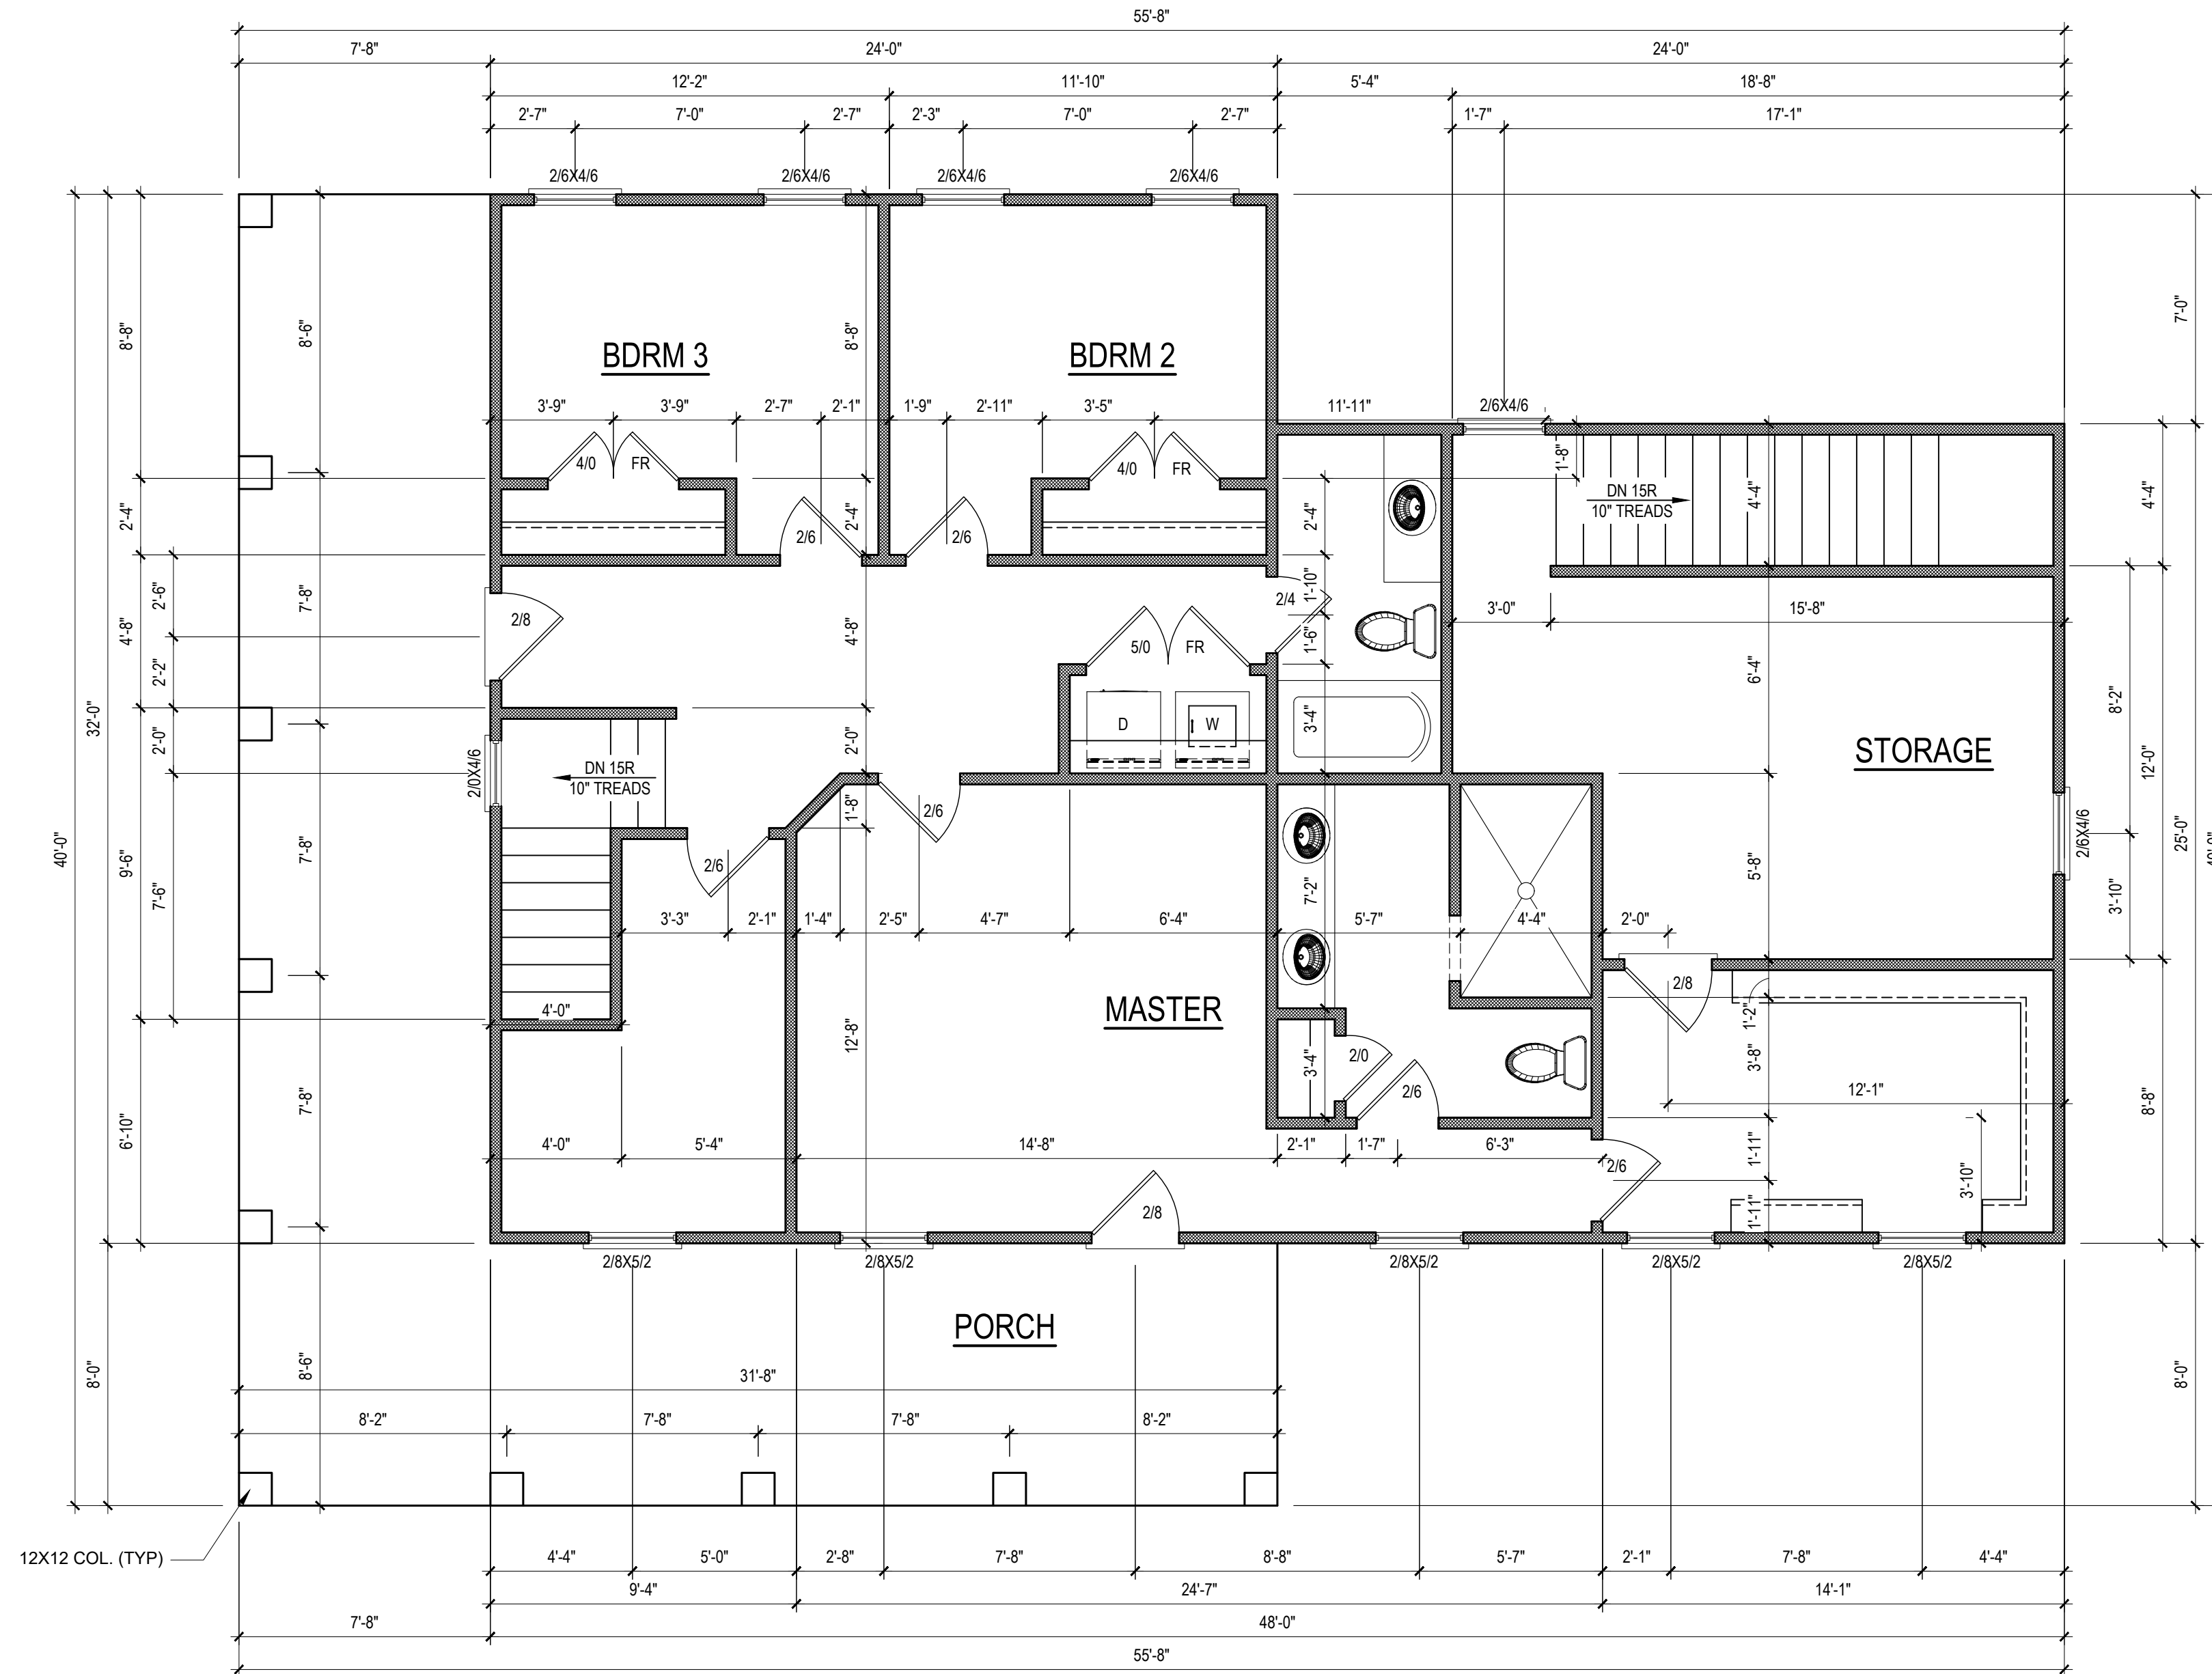 55'-8"
7'-8" 24'-0" 24'-0"
12'-2" 11'-10" 5'-4" 18'-8"
2'-7" 7'-0" 2'-7" 2'-3" 7'-0" 2'-7" 1'-7" 17'-1"
2/6X4/6 2/6X4/6 2/6X4/6 2/6X4/6
8'-8" 8'-6" 8'-8" 7'-0"
BDRM 3 BDRM 2
3'-9" 3'-9" 2'-7" 2'-1" 1'-9" 2'-11" 3'-5" 11'-11" 2/6X4/6
4/0 FR 4/0 FR 1'-8"
DN 15R
10" TREADS
4'-4" 4'-4"
2'-4" 2/6 2'-4" 2/6 2'-4"
2'-6" 7'-8" 2/4 1'-10"
4'-8" 2/8 4'-8" 3'-0" 15'-8"
5/0 FR 1'-6" 6'-4"
2'-2" 8'-2"
32'-0" 2'-0" 2'-0" D W 3'-4" STORAGE 12'-0"
2/0X4/6 DN 15R
10" TREADS
1'-8" 2/6 2/6X4/6
40'-0" 9'-6" 7'-8" 2/6 5'-8" 25'-0" 40'-0"
7'-6" 7'-2" 3'-10"
3'-3" 2'-1" 1'-4" 2'-5" 4'-7" 6'-4" 5'-7" 4'-4" 2'-0"
2/8
4'-0" MASTER 1'-2"
12'-8" 3'-4" 2/0 3'-8"
7'-8" 2/6 12'-1" 8'-8"
6'-10" 4'-0" 5'-4" 14'-8" 2'-1" 1'-7" 6'-3" 1'-11"
2/6 3'-10"
2/8 1'-11"
2/8X5/2 2/8X5/2 2/8X5/2 2/8X5/2 2/8X5/2
PORCH
8'-0" 8'-6" 31'-8" 8'-0"
8'-2" 7'-8" 7'-8" 8'-2"
12X12 COL. (TYP)
4'-4" 5'-0" 2'-8" 7'-8" 8'-8" 5'-7" 2'-1" 7'-8" 4'-4"
9'-4" 24'-7" 14'-1"
7'-8" 48'-0"
55'-8"